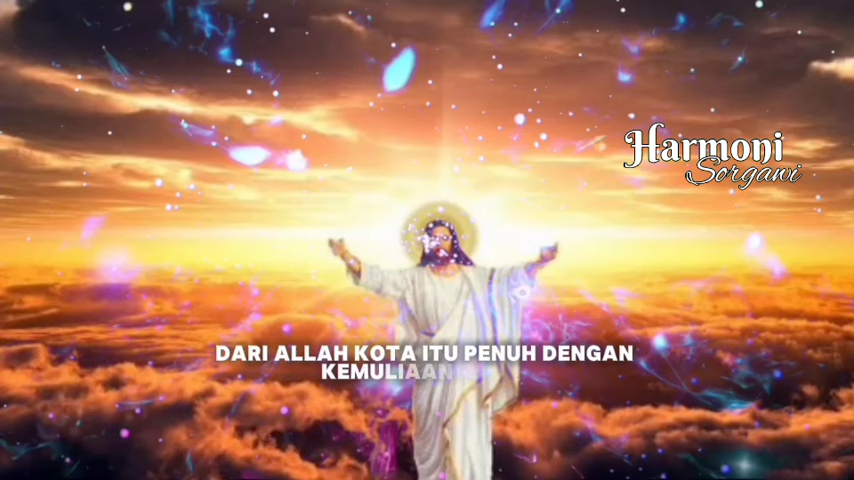 Harmoni
Sorgawi
DARI ALLAH KOTA ITU PENUH DENGAN
KEMULIAAN